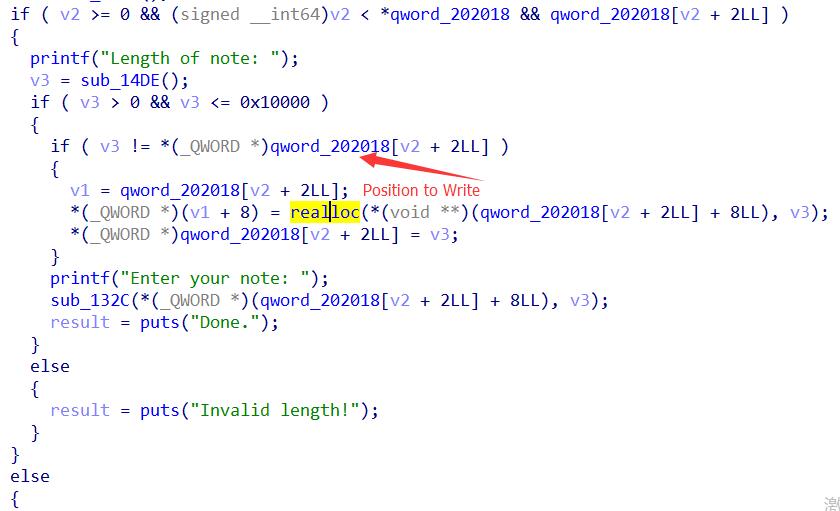 if ( v2 >= 0 && (signed __int64)v2 < *qword_202018 && qword_202018[v2 + 2LL] )
{
printf("Length of note: ");
v3 = sub_14DE();
if ( v3 > 0 && v3 <= 0x10000 )
{
if ( v3 != *(_QWORD *)qword_202018[v2 + 2LL] )
{
v1 = qword_202018[v2 + 2LL]; Position to Write
*(_QWORD *)(v1 + 8) = realloc(*(void **)(qword_202018[v2 + 2LL] + 8LL), v3);
*(_QWORD *)qword_202018[v2 + 2LL] = v3;
}
printf("Enter your note: ");
sub_132C(*(_QWORD *)(qword_202018[v2 + 2LL] + 8LL), v3);
result = puts("Done.");
}
else
{
result = puts("Invalid length!");
}
}
else
{